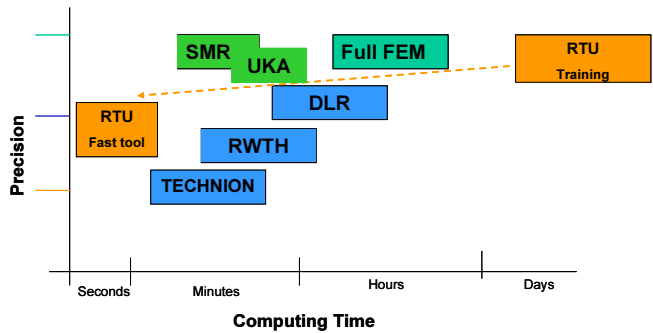 SMR
UKA
Full FEM
RTU
Training
DLR
RTU
Fast tool
RWTH
TECHNION
Precision
Seconds
Minutes
Hours
Days
Computing Time